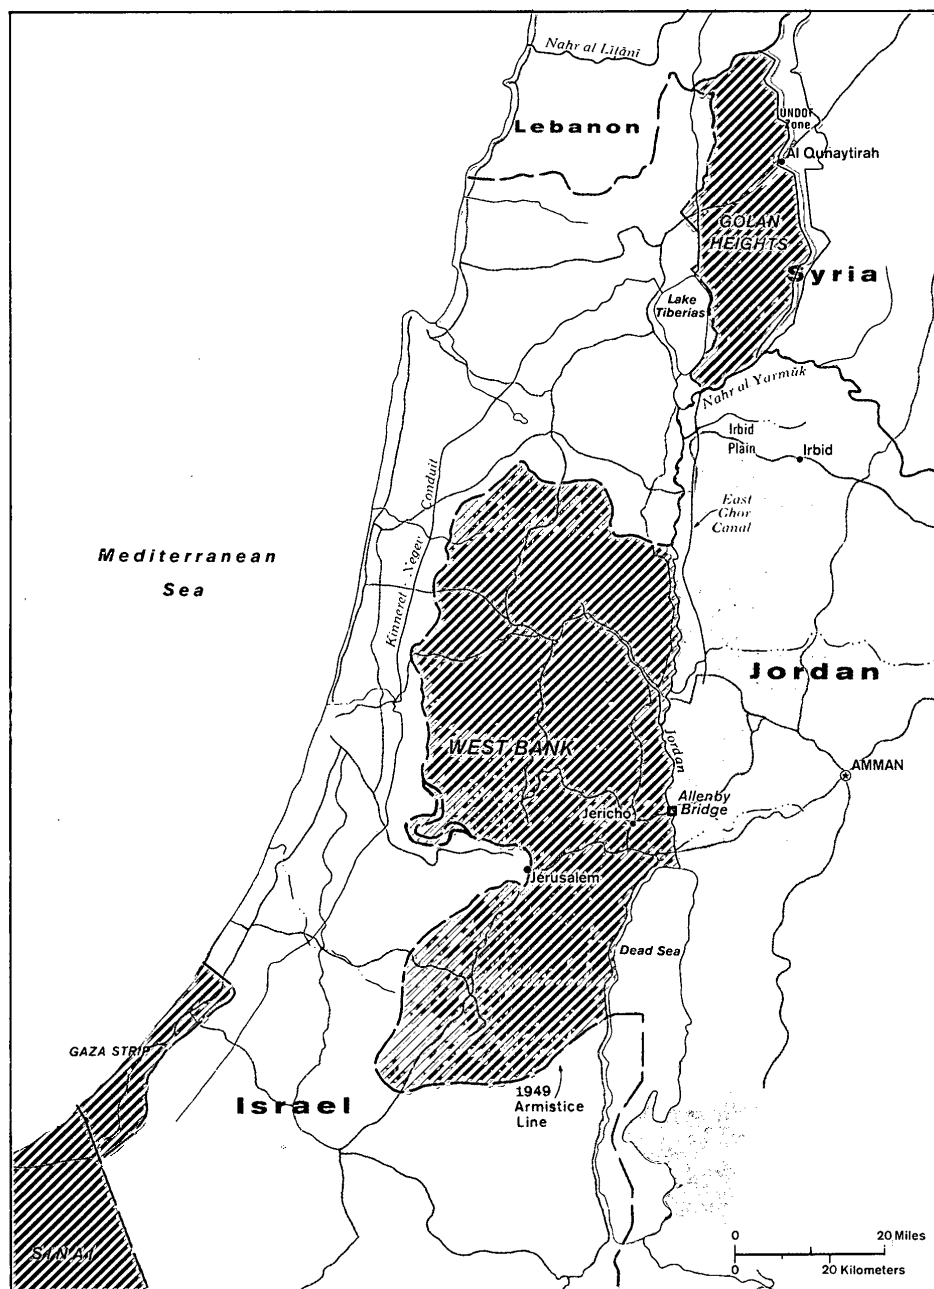 Nahr al Līṭānī
Lebanon
UNDOF
Zone
Al Qunayṭirah
GOLAN
HEIGHTS
Syria
Lake
Tiberias
Nahr al Yarmūk
Irbid
Plain
Irbid
East
Ghor
Canal
Kinneret-Negev Conduit
Mediterranean
Sea
Jordan
WEST BANK
Jordan
AMMAN
Allenby
Bridge
Jericho
Jerusalem
Dead Sea
GAZA STRIP
1949
Armistice
Line
Israel
SINAI
0 20 Miles
0 20 Kilometers